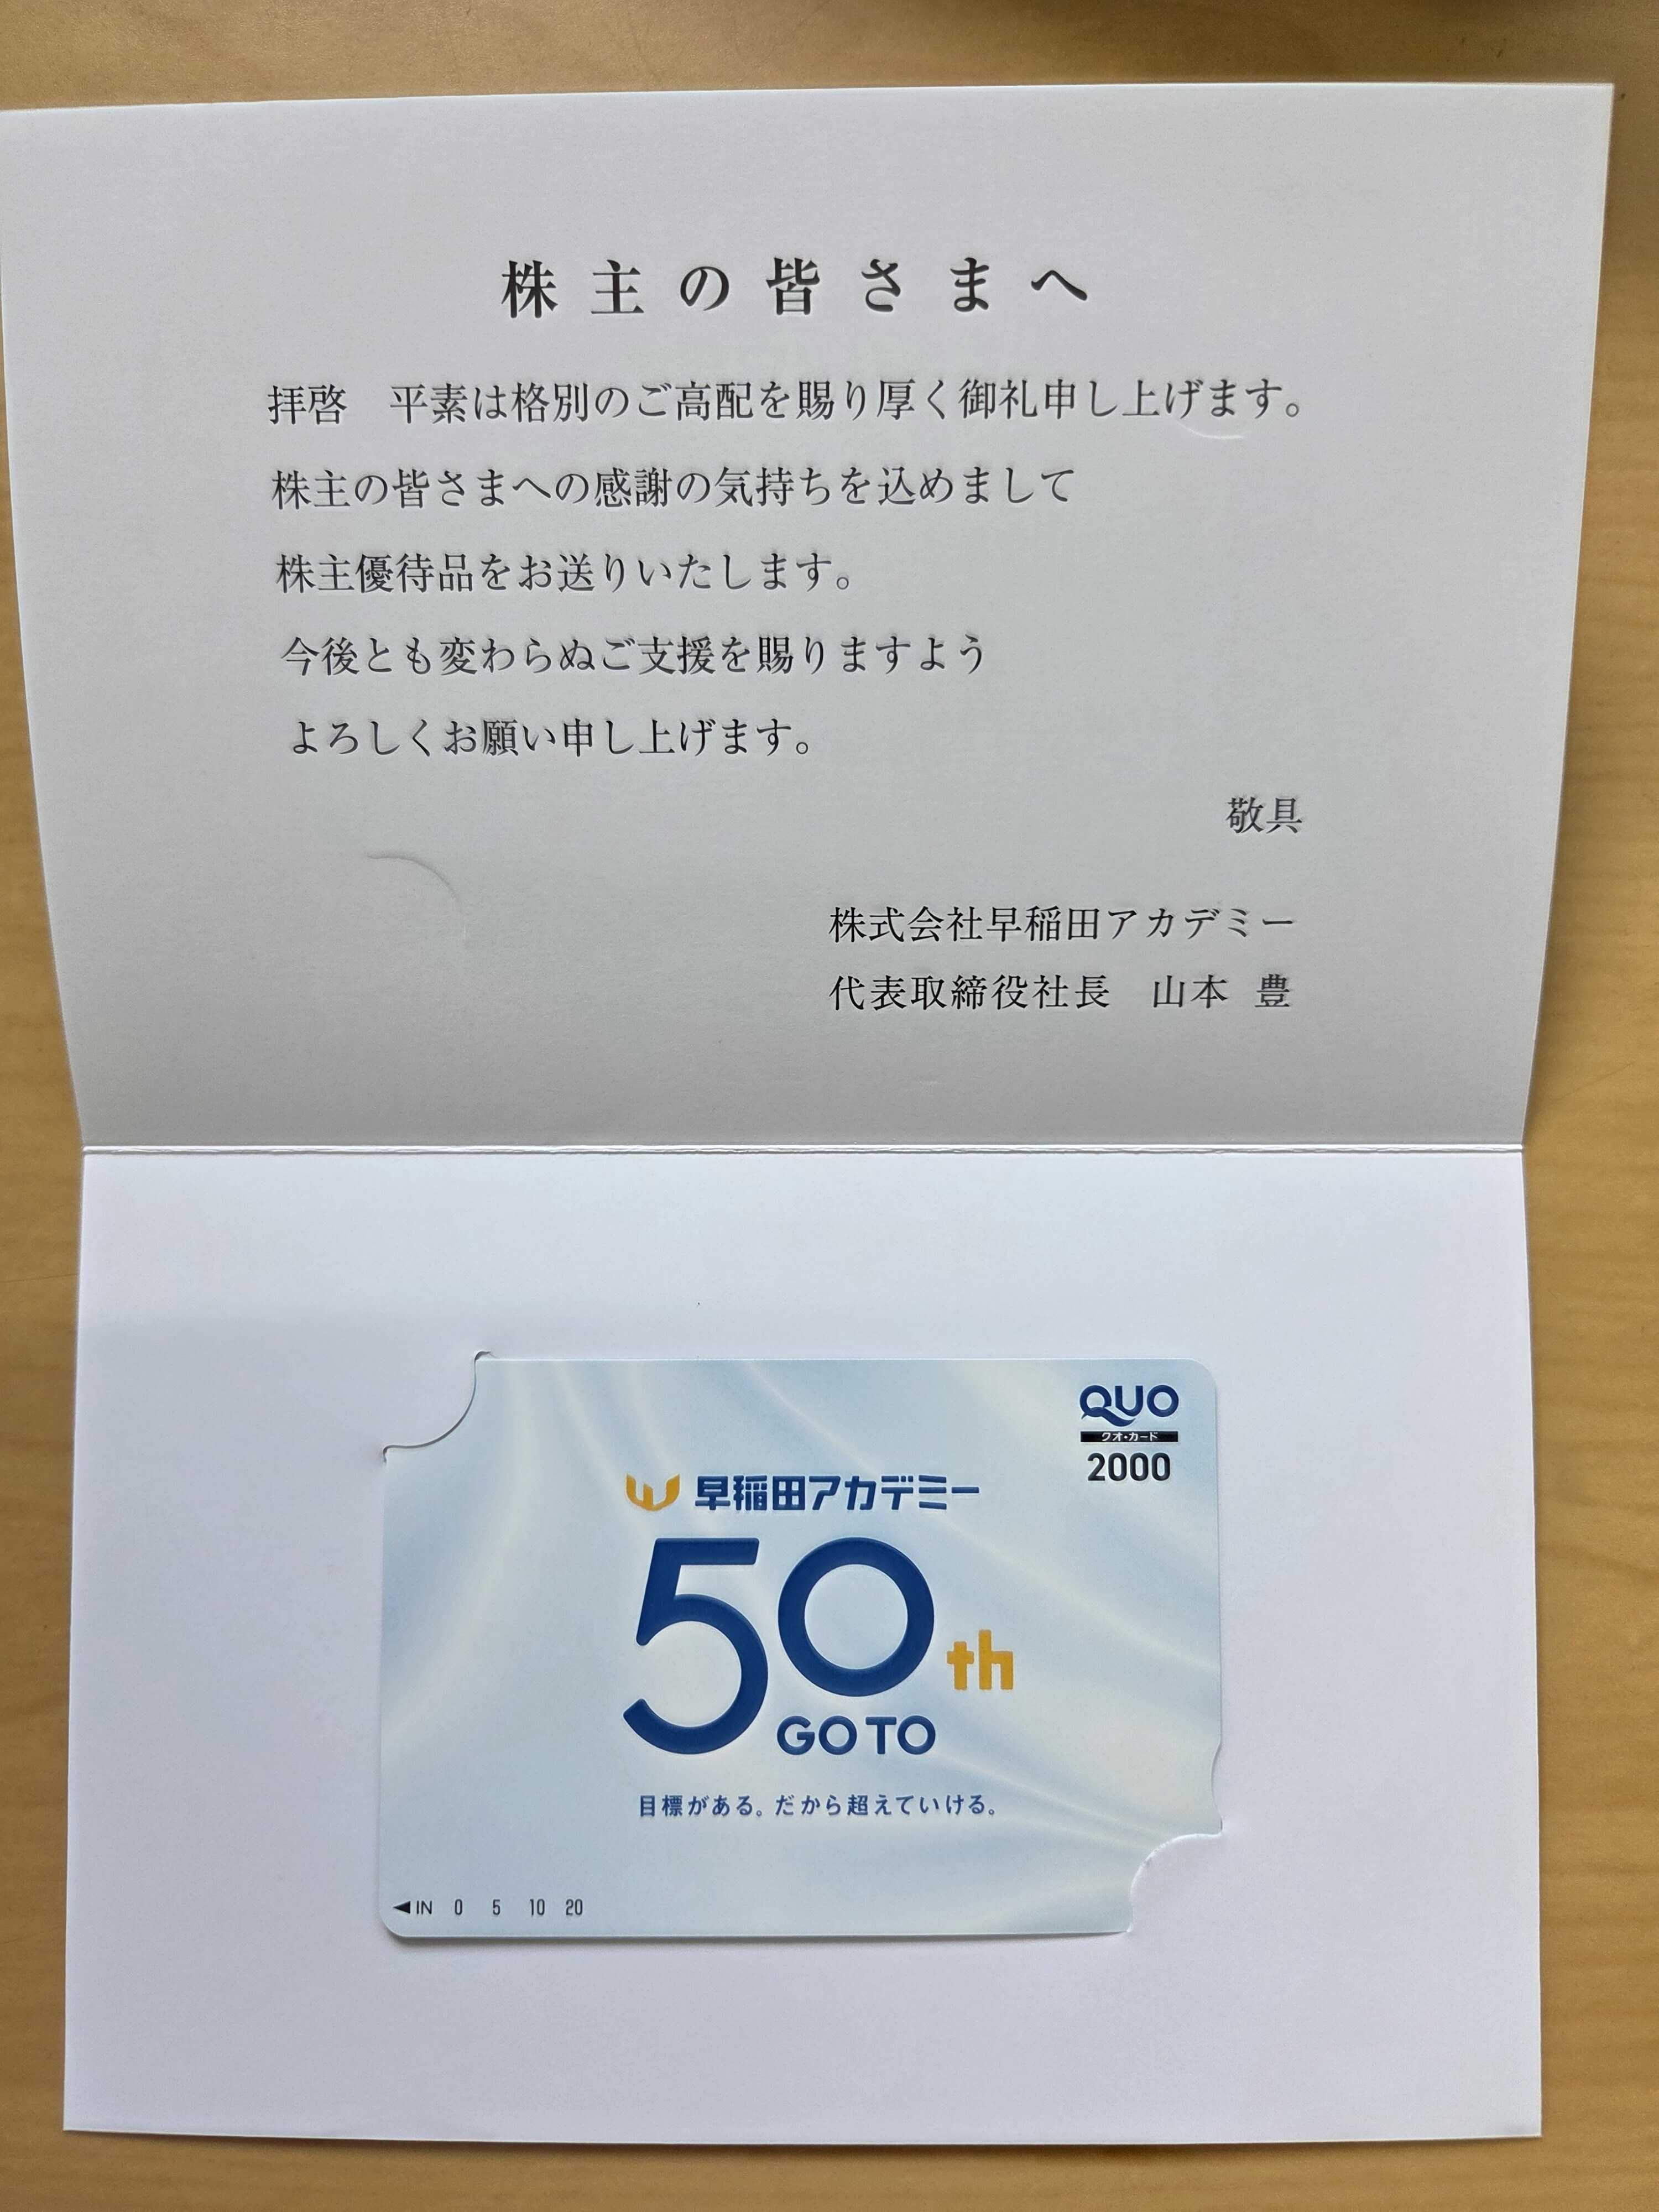 株主の皆さまへ
拝啓　平素は格別のご高配を賜り厚く御礼申し上げます。
株主の皆さまへの感謝の気持ちを込めまして
株主優待品をお送りいたします。
今後とも変わらぬご支援を賜りますよう
よろしくお願い申し上げます。
敬具
株式会社早稲田アカデミー
代表取締役社長　山本　豊
QUO
クオ・カード
2000
早稲田アカデミー
50th
GO TO
目標がある。だから超えていける。
◀IN 0 5 10 20